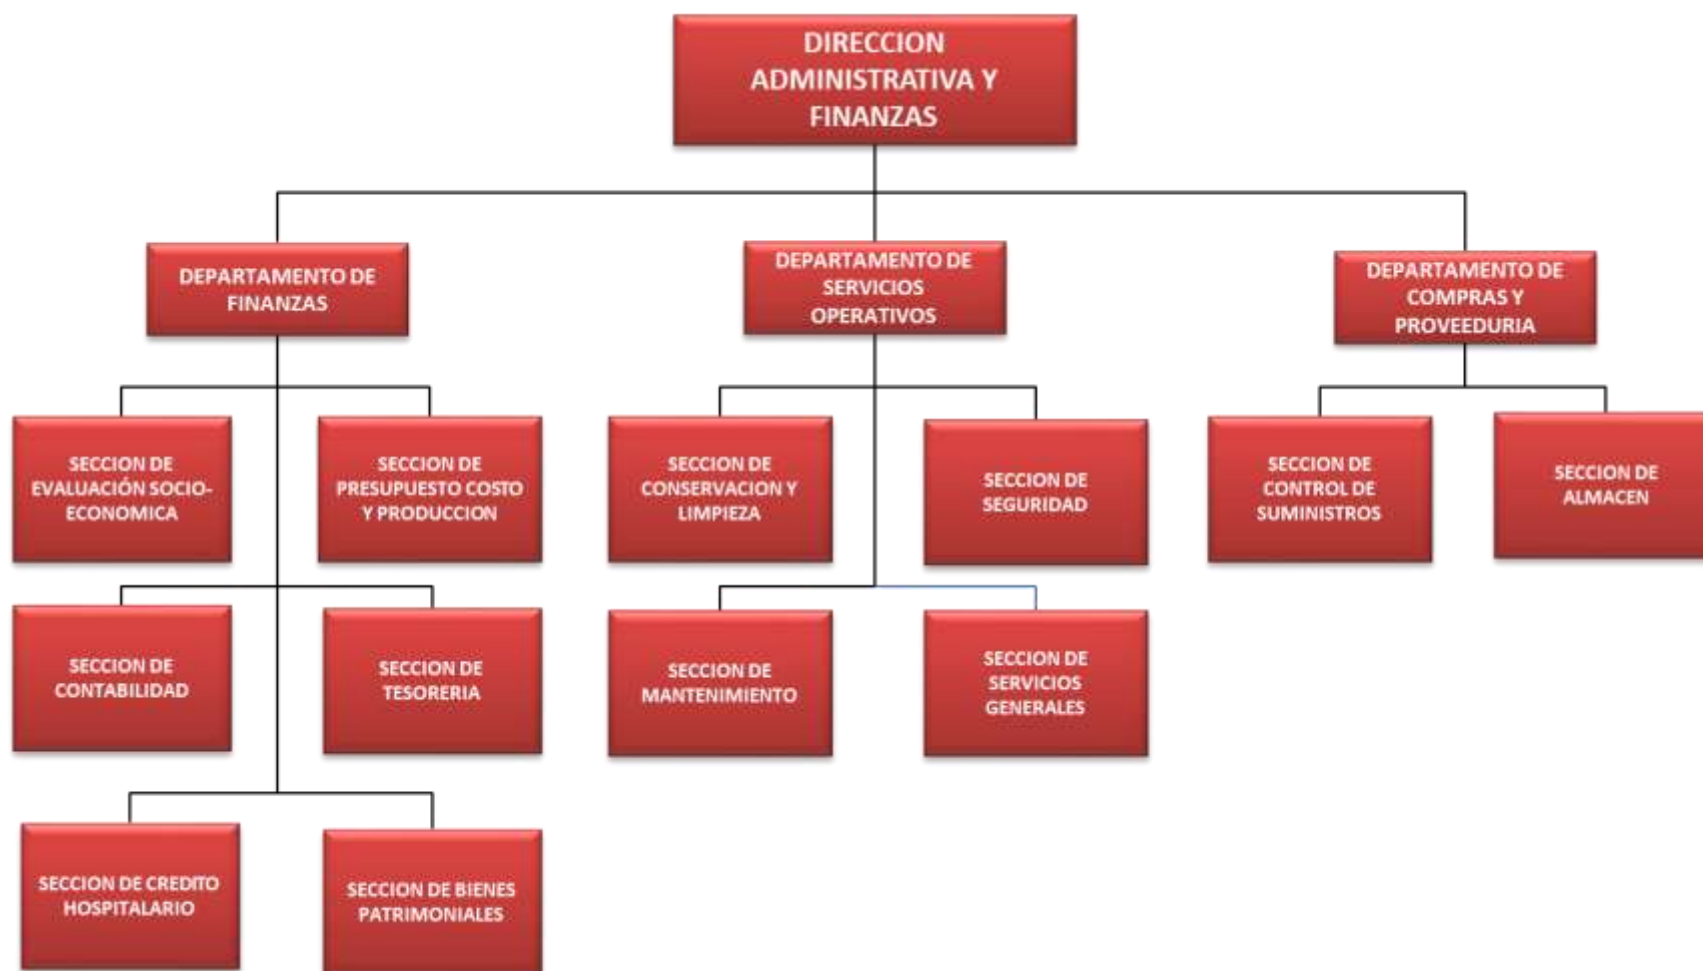 DIRECCION
ADMINISTRATIVA Y
FINANZAS
DEPARTAMENTO DE
FINANZAS
DEPARTAMENTO DE
SERVICIOS
OPERATIVOS
DEPARTAMENTO DE
COMPRAS Y
PROVEEDURIA
SECCION DE
EVALUACIÓN SOCIO-
ECONOMICA
SECCION DE
PRESUPUESTO COSTO
Y PRODUCCION
SECCION DE
CONSERVACION Y
LIMPIEZA
SECCION DE
SEGURIDAD
SECCION DE
CONTROL DE
SUMINISTROS
SECCION DE
ALMACEN
SECCION DE
CONTABILIDAD
SECCION DE
TESORERIA
SECCION DE
MANTENIMIENTO
SECCION DE
SERVICIOS
GENERALES
SECCION DE CREDITO
HOSPITALARIO
SECCION DE BIENES
PATRIMONIALES